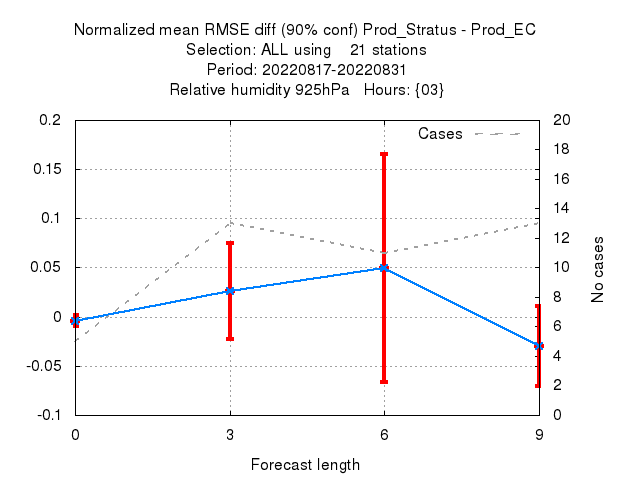 Normalized mean RMSE diff (90% conf) Prod_Stratus - Prod_EC
Selection: ALL using    21 stations
Period: 20220817-20220831
Relative humidity 925hPa   Hours: {03}
Cases
0.2
0.15
0.1
0.05
0
-0.05
-0.1
20
18
16
14
12
10
8
6
4
2
0
No cases
0 3 6 9
Forecast length